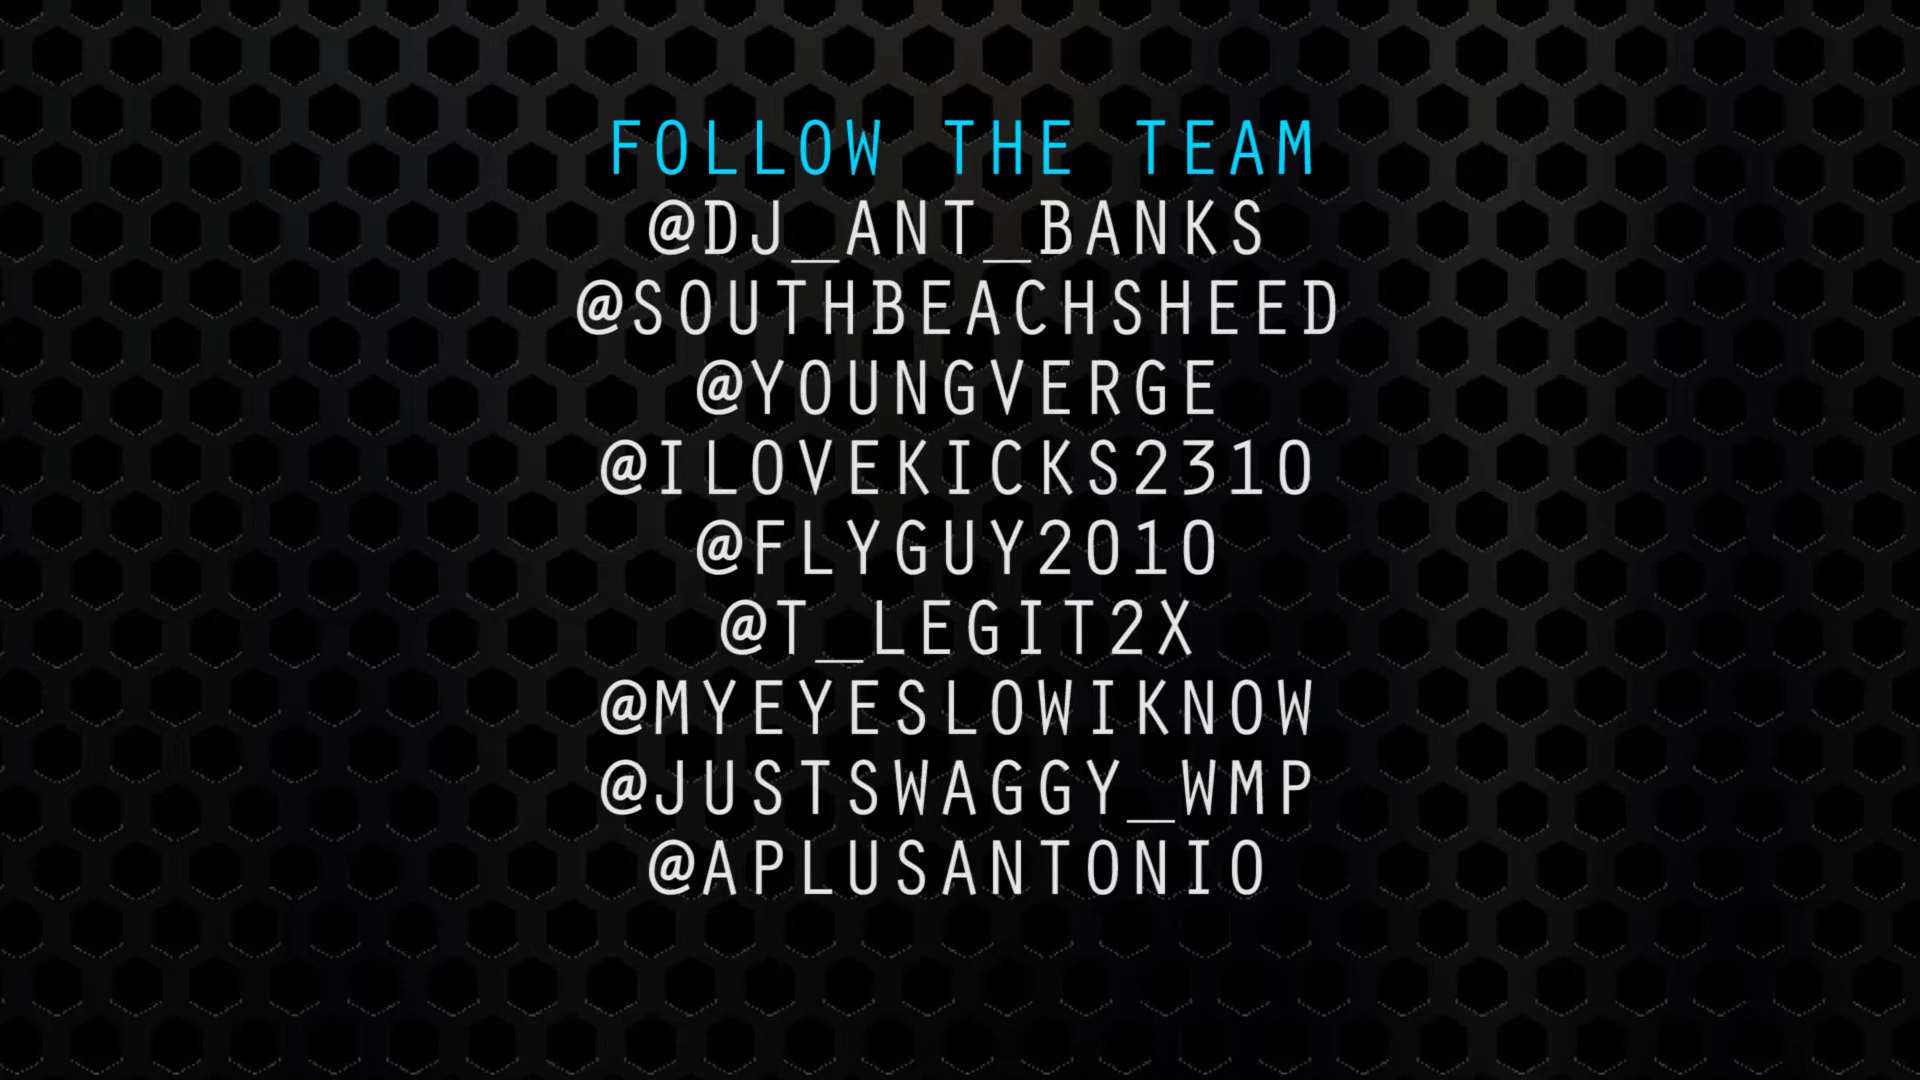 FOLLOW THE TEAM
@DJ_ANT_BANKS
@SOUTHBEACHSHEED
@YOUNGVERGE
@ILOVEKICKS2310
@FLYGUY2010
@T_LEGIT2X
@MYEYESLOWIKNOW
@JUSTSWAGGY_WMP
@APLUSANTONIO